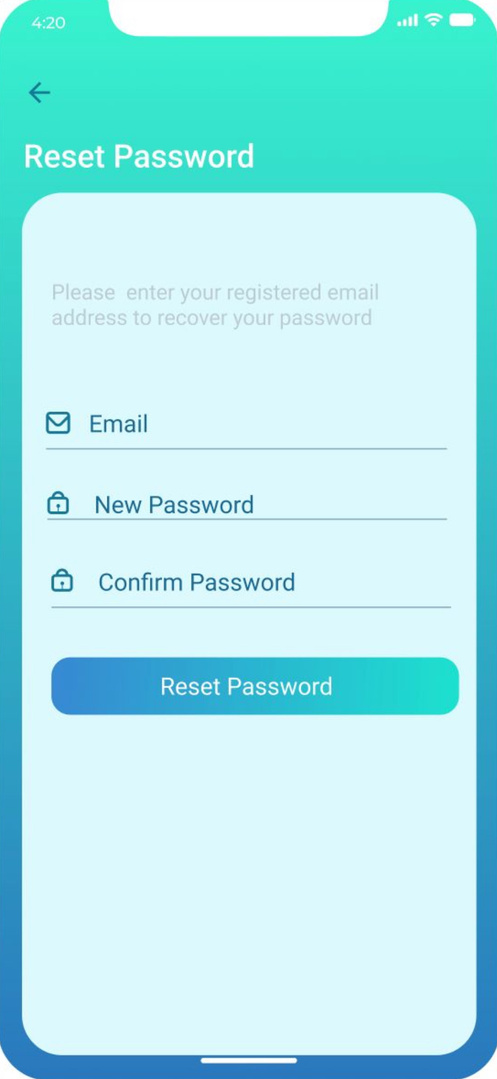 4:20
Reset Password
Please  enter your registered email
address to recover your password
Email
New Password
Confirm Password
Reset Password